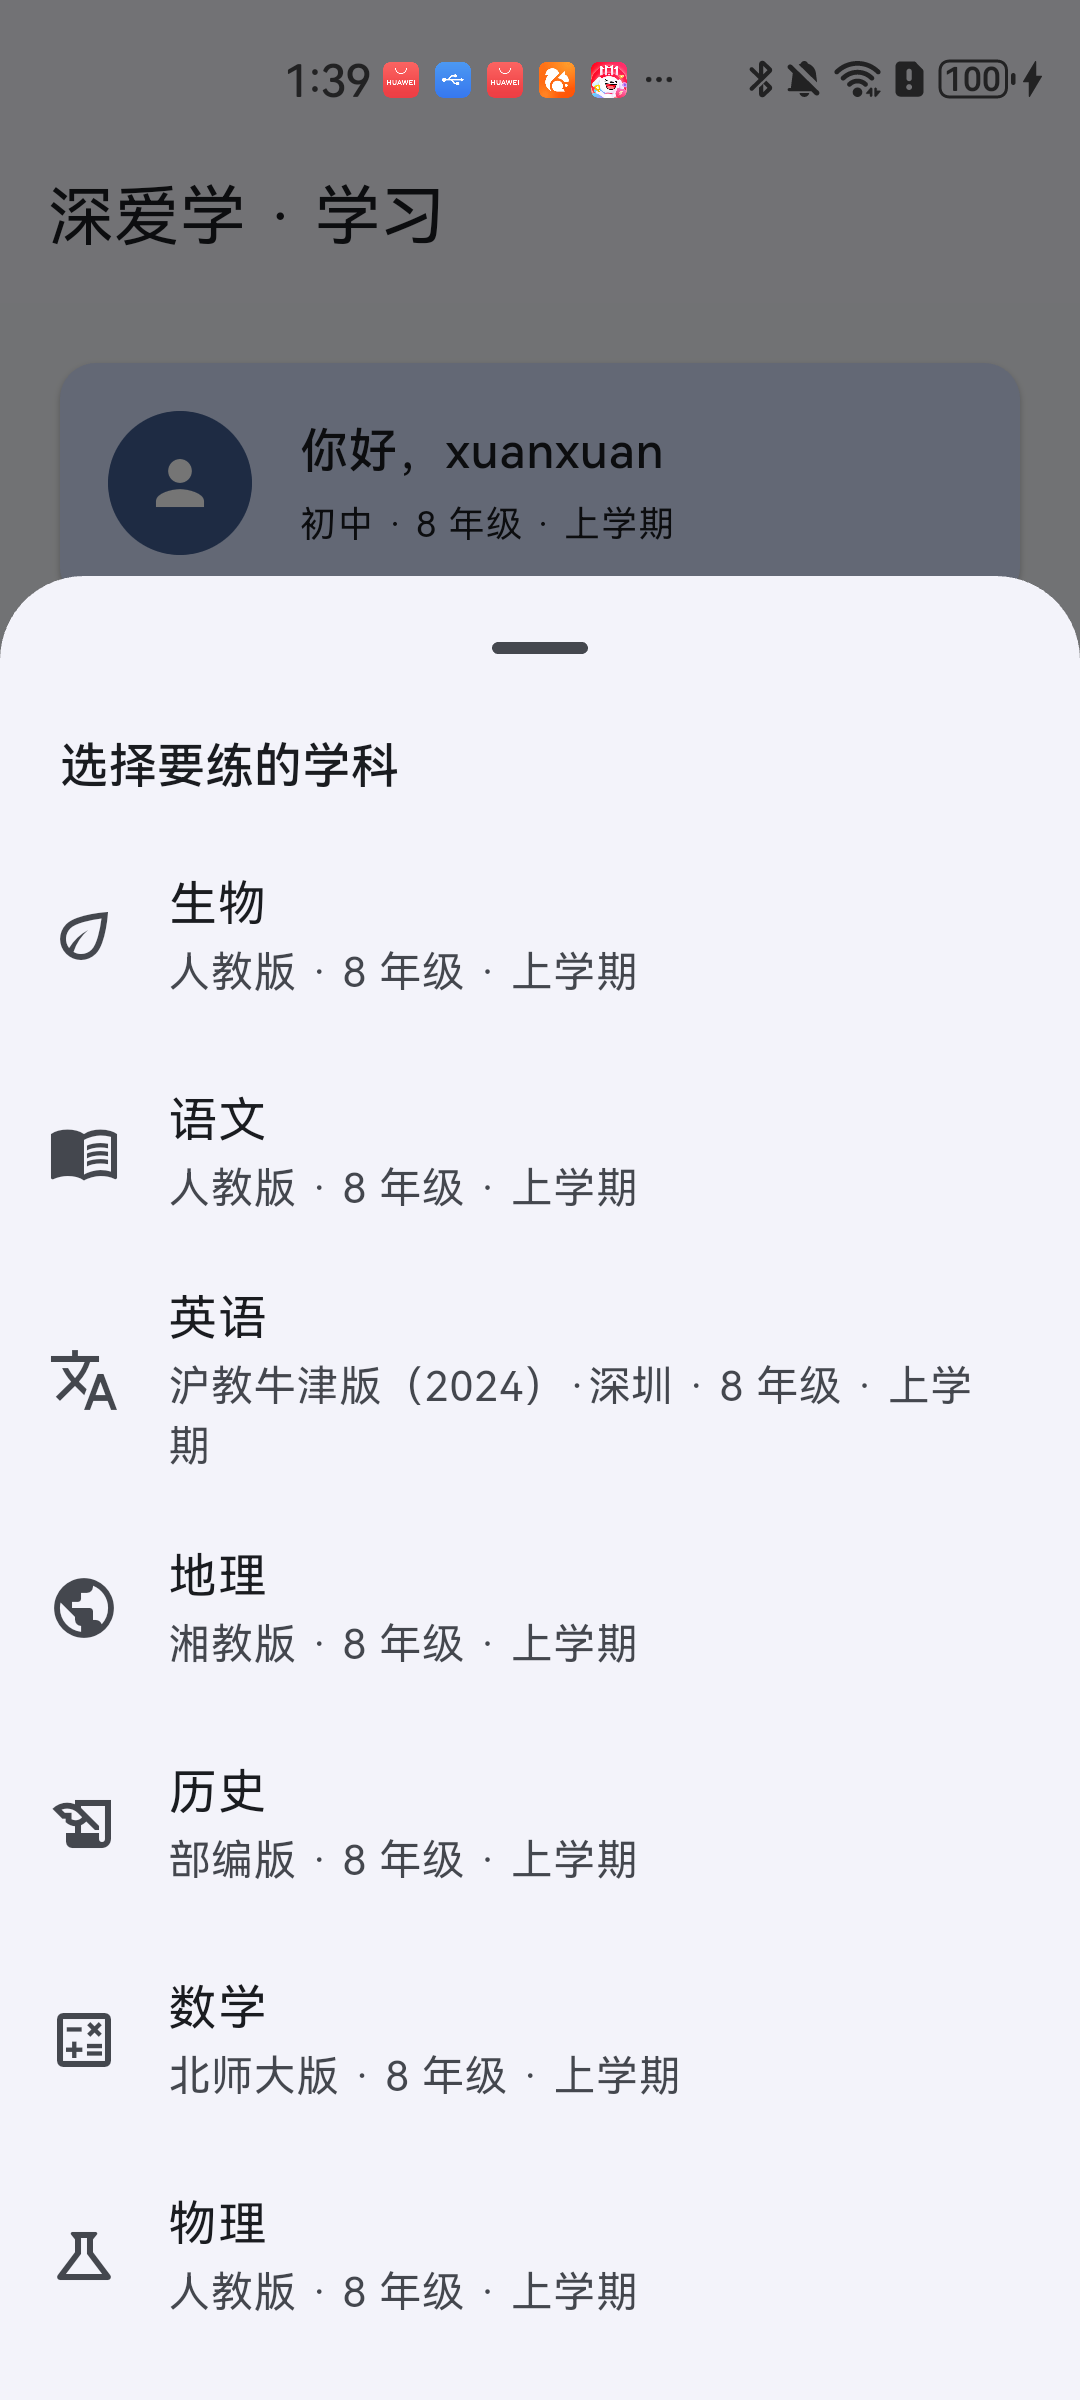 1:39
HUAWEI
HUAWEI
11.11
100
深爱学 · 学习
你好，xuanxuan
初中 · 8 年级 · 上学期
选择要练的学科
生物
人教版 · 8 年级 · 上学期
语文
人教版 · 8 年级 · 上学期
英语
沪教牛津版（2024） ·深圳 · 8 年级 · 上学
期
地理
湘教版 · 8 年级 · 上学期
历史
部编版 · 8 年级 · 上学期
数学
北师大版 · 8 年级 · 上学期
物理
人教版 · 8 年级 · 上学期